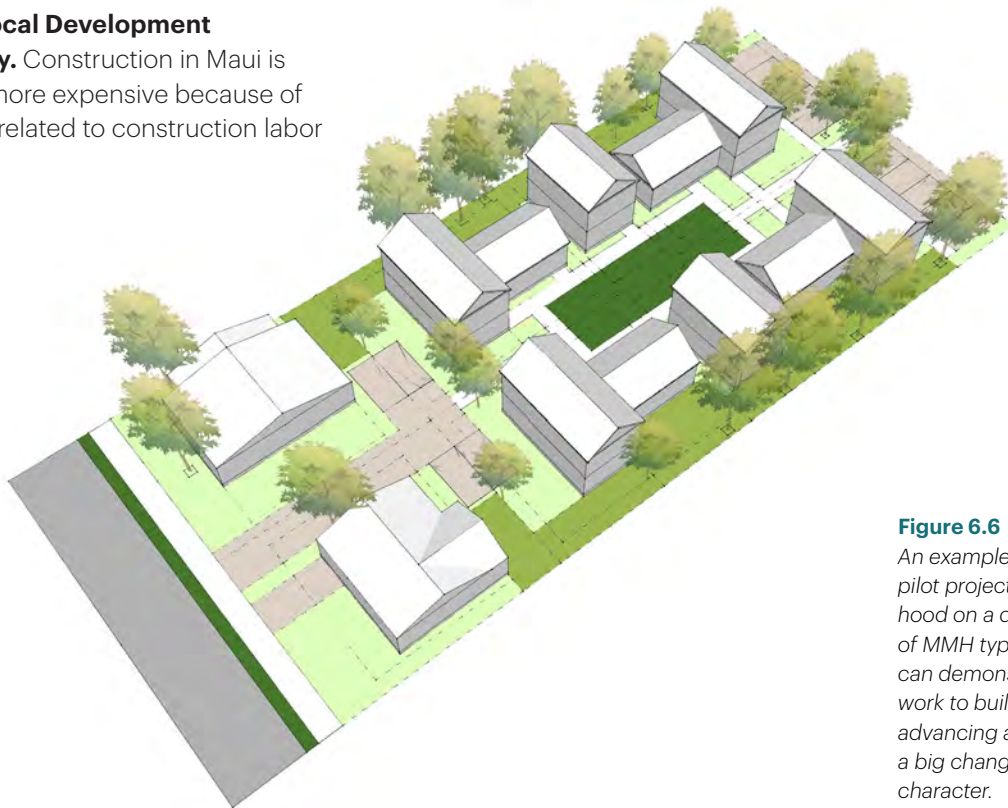 ocal Development
y. Construction in Maui is
more expensive because of
related to construction labor
Figure 6.6
An example
pilot project
hood on a c
of MMH typ
can demons
work to buil
advancing a
a big chang
character.